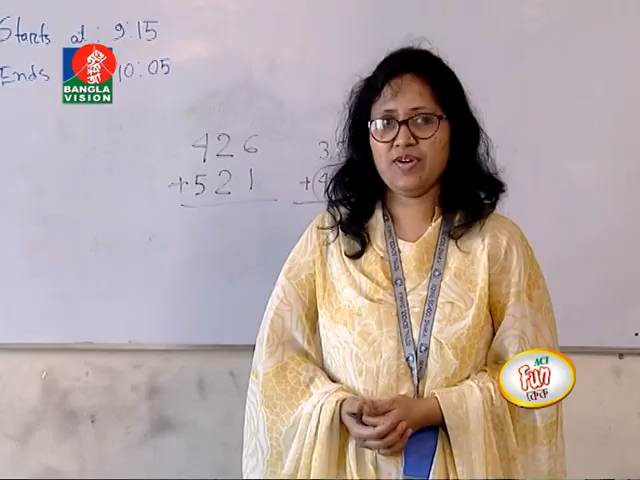 Starts at: 9:15
Ends 10:05
BANGLA
VISION
426
+521
ACI
Fun
কেক